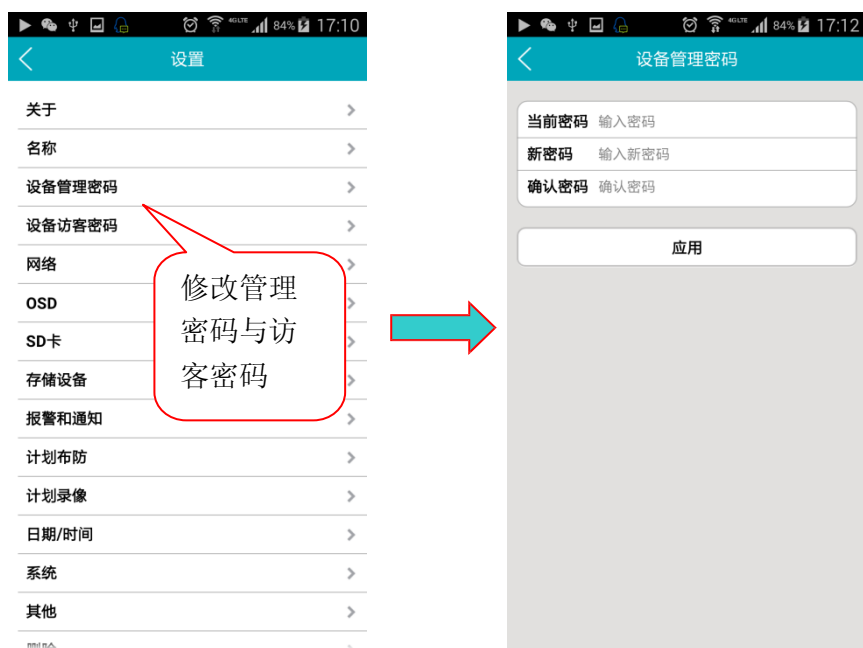 4GLTE 84% 17:10
设置
关于
名称
设备管理密码
设备访客密码
网络
OSD
SD卡
存储设备
报警和通知
计划布防
计划录像
日期/时间
系统
其他
修改管理
密码与访
客密码
4GLTE 84% 17:12
设备管理密码
当前密码 输入密码
新密码 输入新密码
确认密码 确认密码
应用